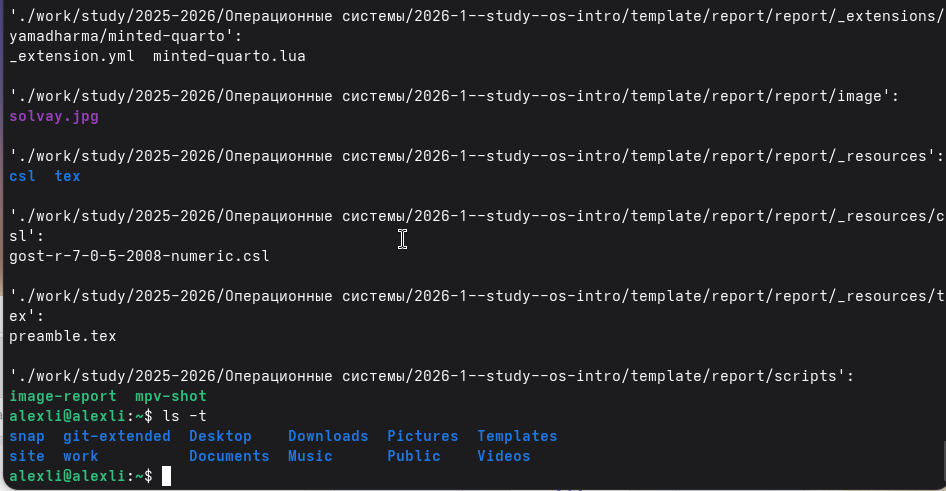 './work/study/2025-2026/Операционные системы/2026-1--study--os-intro/template/report/report/_extensions/
yamadharma/minted-quarto':
_extension.yml  minted-quarto.lua
'./work/study/2025-2026/Операционные системы/2026-1--study--os-intro/template/report/report/image':
solvay.jpg
'./work/study/2025-2026/Операционные системы/2026-1--study--os-intro/template/report/report/_resources':
csl  tex
'./work/study/2025-2026/Операционные системы/2026-1--study--os-intro/template/report/report/_resources/c
sl':
gost-r-7-0-5-2008-numeric.csl
'./work/study/2025-2026/Операционные системы/2026-1--study--os-intro/template/report/report/_resources/t
ex':
preamble.tex
'./work/study/2025-2026/Операционные системы/2026-1--study--os-intro/template/report/scripts':
image-report  mpv-shot
alexli@alexli:~$ ls -t
snap  git-extended  Desktop    Downloads  Pictures  Templates
site  work          Documents  Music      Public    Videos
alexli@alexli:~$